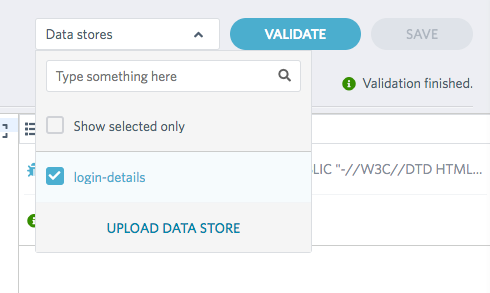 Data stores
VALIDATE
SAVE
Type something here
Validation finished.
Show selected only
LIC "-//W3C//DTD HTML...
login-details
UPLOAD DATA STORE